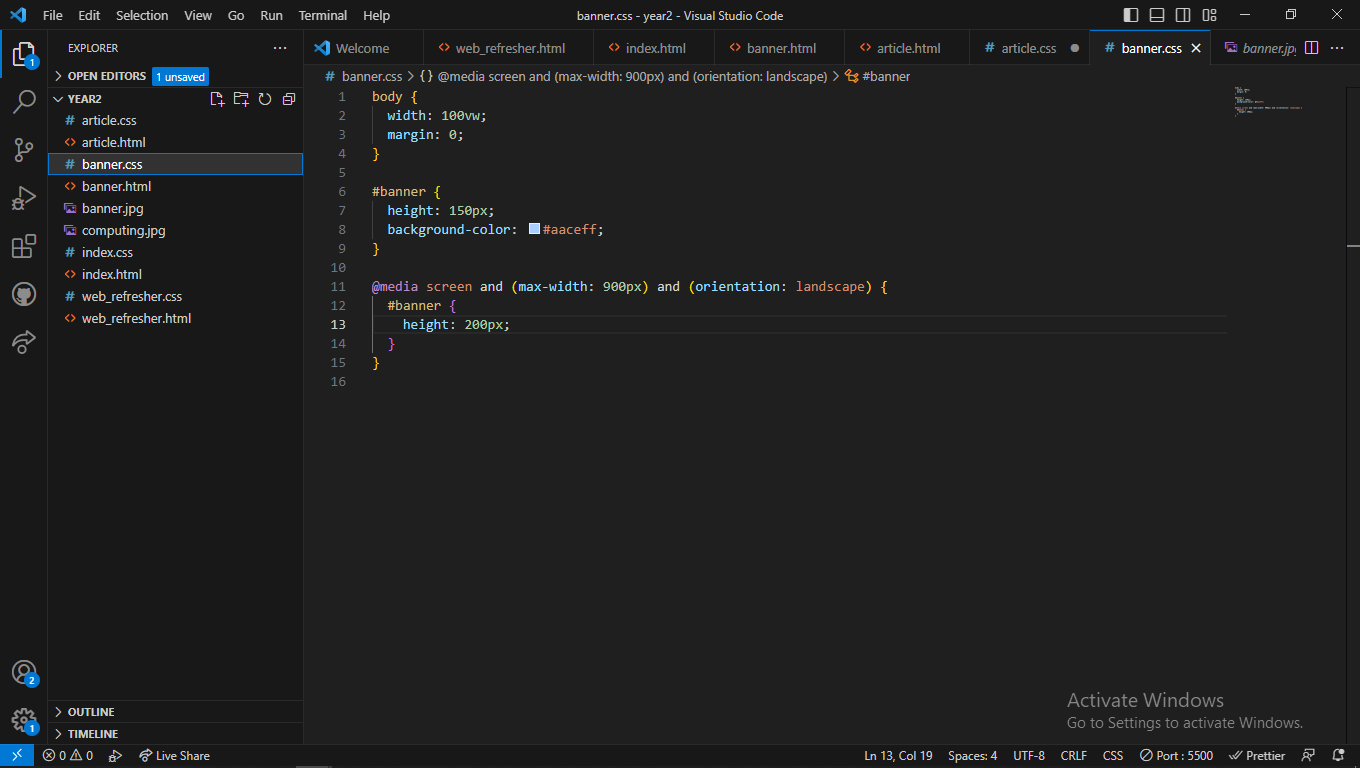 File Edit Selection View Go Run Terminal Help
banner.css - year2 - Visual Studio Code
EXPLORER
Welcome
web_refresher.html
index.html
banner.html
article.html
article.css
banner.css
banner.jpg
OPEN EDITORS 1 unsaved
YEAR2
article.css
article.html
banner.css
banner.html
banner.jpg
computing.jpg
index.css
index.html
web_refresher.css
web_refresher.html
OUTLINE
TIMELINE
1
2
1
# banner.css > {} @media screen and (max-width: 900px) and (orientation: landscape) > #banner
1 body {
2 width: 100vw;
3 margin: 0;
4 }
5
6 #banner {
7 height: 150px;
8 background-color: #aaceff;
9 }
10
11 @media screen and (max-width: 900px) and (orientation: landscape) {
12 #banner {
13 height: 200px;
14 }
15 }
16
Activate Windows
Go to Settings to activate Windows.
0 0 Live Share
Ln 13, Col 19 Spaces: 4 UTF-8 CRLF CSS Port : 5500 Prettier